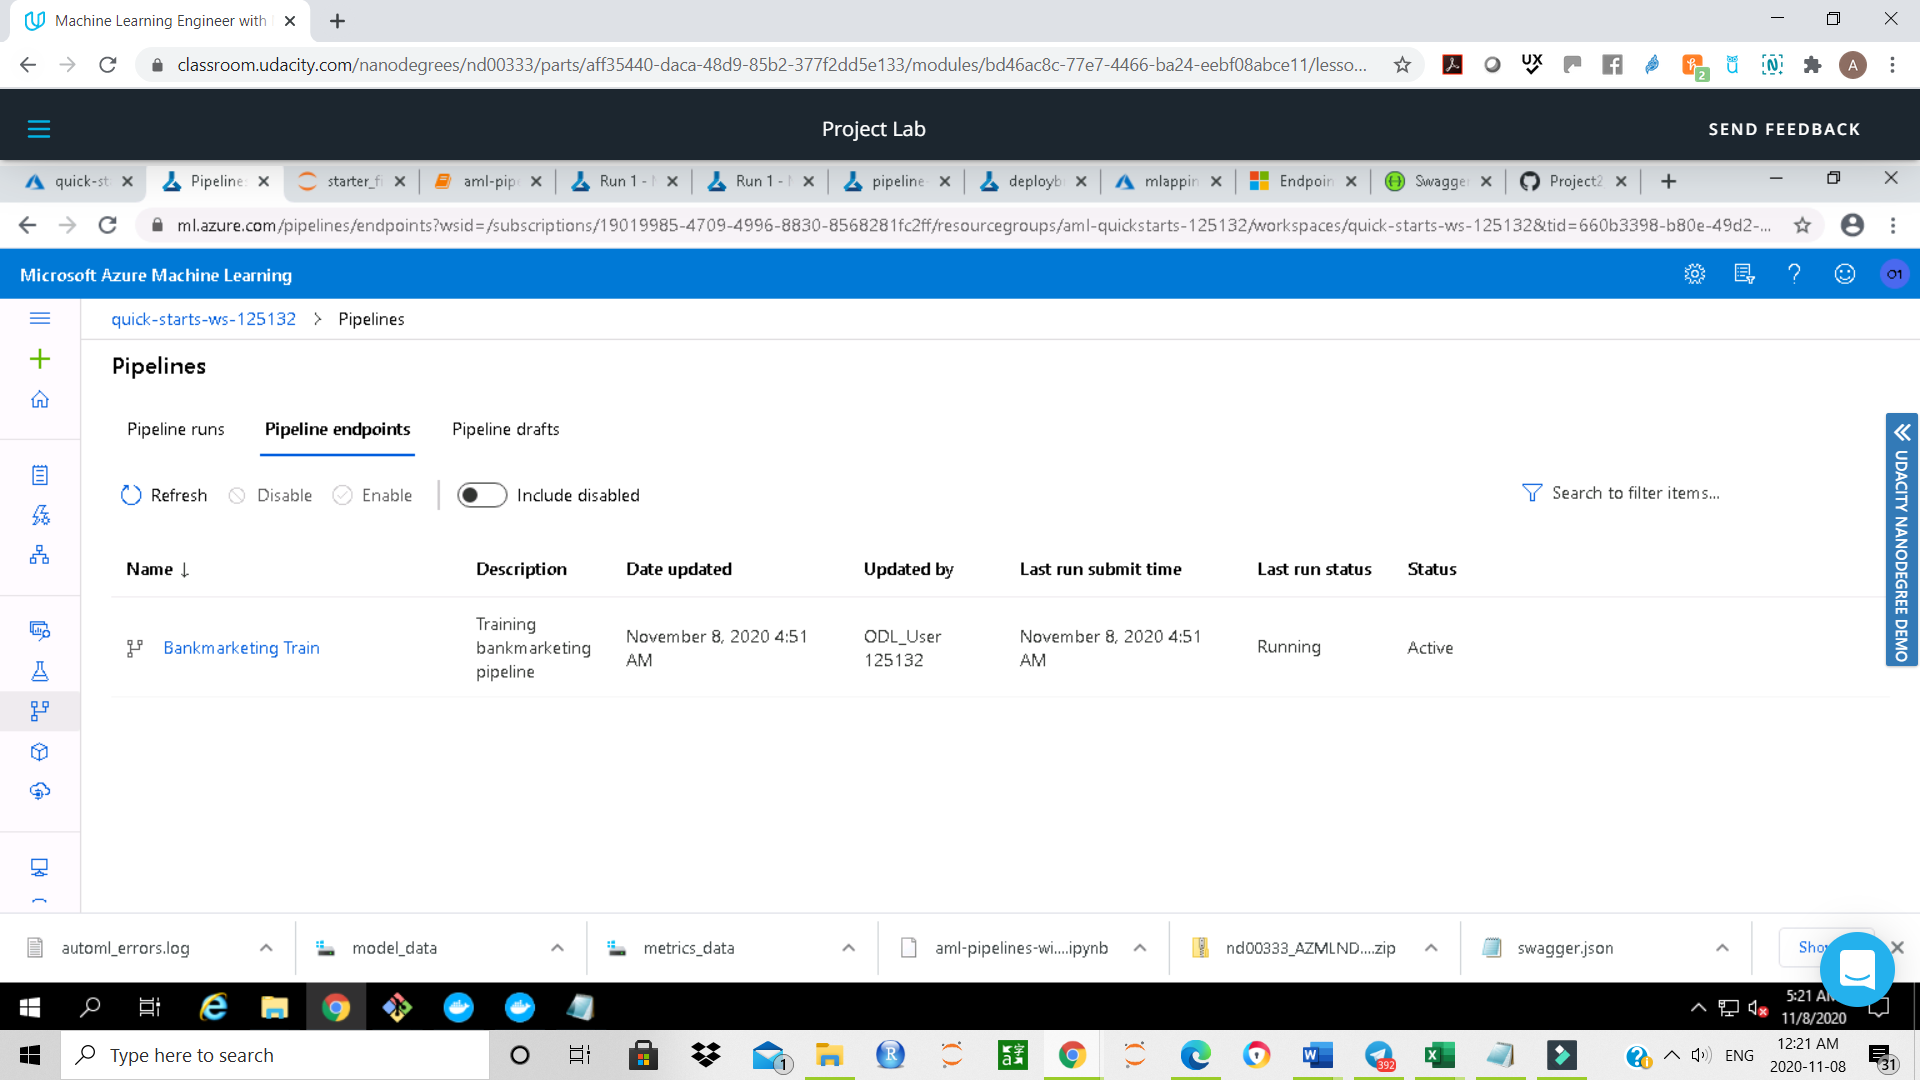 Machine Learning Engineer with
classroom.udacity.com/nanodegrees/nd00333/parts/aff35440-daca-48d9-85b2-377f2dd5e133/modules/bd46ac8c-77e7-4466-ba24-eebf08abce11/lesso...
UX
2
A
Project Lab
SEND FEEDBACK
quick-st
Pipeline
starter_fi
aml-pip
Run 1 -
Run 1 -
pipeline-
deployb
mlappin
Endpoin
Swagge
Project2
ml.azure.com/pipelines/endpoints?wsid=/subscriptions/19019985-4709-4996-8830-8568281fc2ff/resourcegroups/aml-quickstarts-125132/workspaces/quick-starts-ws-125132&tid=660b3398-b80e-49d2-...
Microsoft Azure Machine Learning
O1
quick-starts-ws-125132 > Pipelines
Pipelines
Pipeline runs
Pipeline endpoints
Pipeline drafts
Refresh
Disable
Enable
Include disabled
Search to filter items...
UDACITY NANODEGREE DEMO
Name ↓
Description
Date updated
Updated by
Last run submit time
Last run status
Status
Bankmarketing Train
Training
bankmarketing
pipeline
November 8, 2020 4:51
AM
ODL_User
125132
November 8, 2020 4:51
AM
Running
Active
automl_errors.log
model_data
metrics_data
aml-pipelines-wi....ipynb
nd00333_AZMLND....zip
swagger.json
5:21 AM
11/8/2020
Type here to search
1
392
ENG
12:21 AM
2020-11-08
31